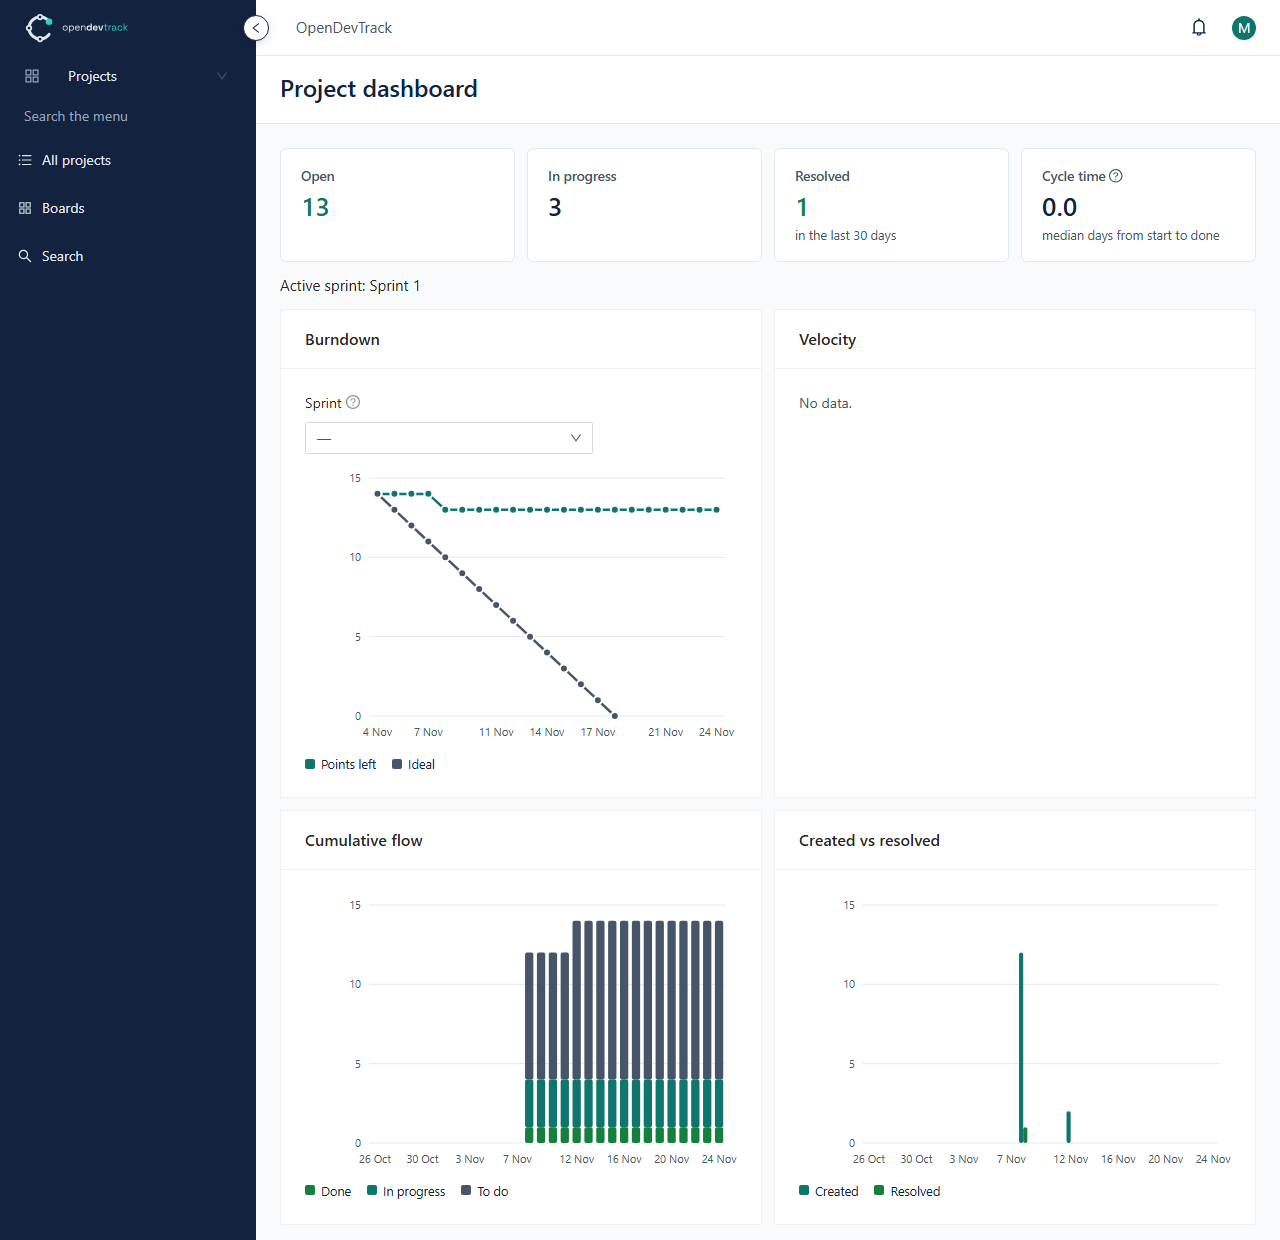 opendevtrack
OpenDevTrack
M
Projects
Search the menu
All projects
Boards
Search
Project dashboard
Open
13
In progress
3
Resolved
1
in the last 30 days
Cycle time
0.0
median days from start to done
Active sprint: Sprint 1
Burndown
Sprint
—
15
10
5
0
4 Nov 7 Nov 11 Nov 14 Nov 17 Nov 21 Nov 24 Nov
Points left Ideal
Velocity
No data.
Cumulative flow
15
10
5
0
26 Oct 30 Oct 3 Nov 7 Nov 12 Nov 16 Nov 20 Nov 24 Nov
Done In progress To do
Created vs resolved
15
10
5
0
26 Oct 30 Oct 3 Nov 7 Nov 12 Nov 16 Nov 20 Nov 24 Nov
Created Resolved